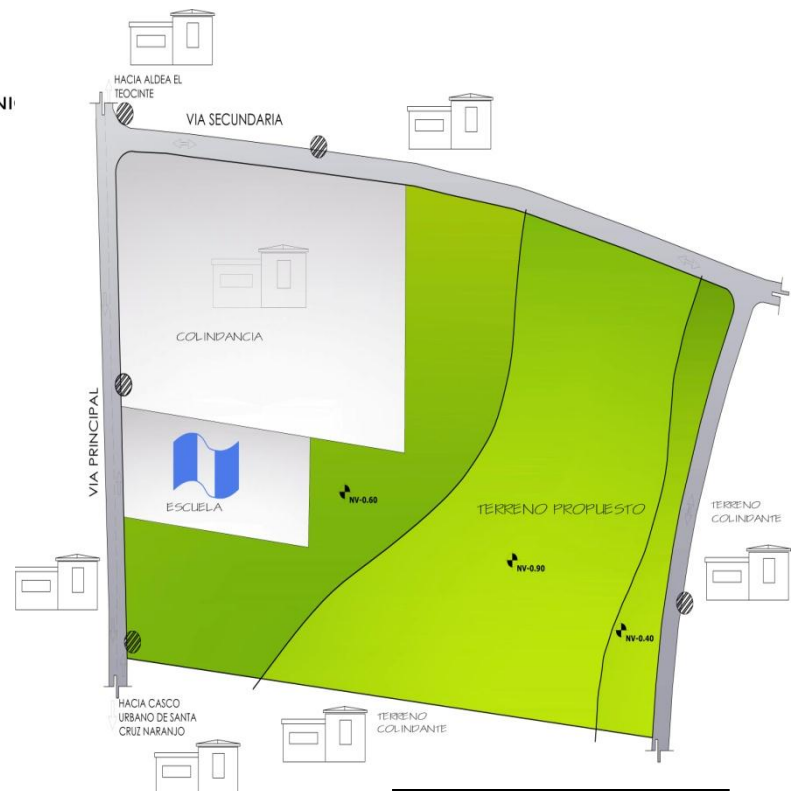 HACIA ALDEA EL
TEOCINTE
VIA SECUNDARIA
COLINDANCIA
VIA PRINCIPAL
ESCUELA
NV-0.60
TERRENO PROPUESTO
TERRENO
COLINDANTE
NV-0.90
NV-0.40
HACIA CASCO
URBANO DE SANTA
CRUZ NARANJO
TERRENO
COLINDANTE